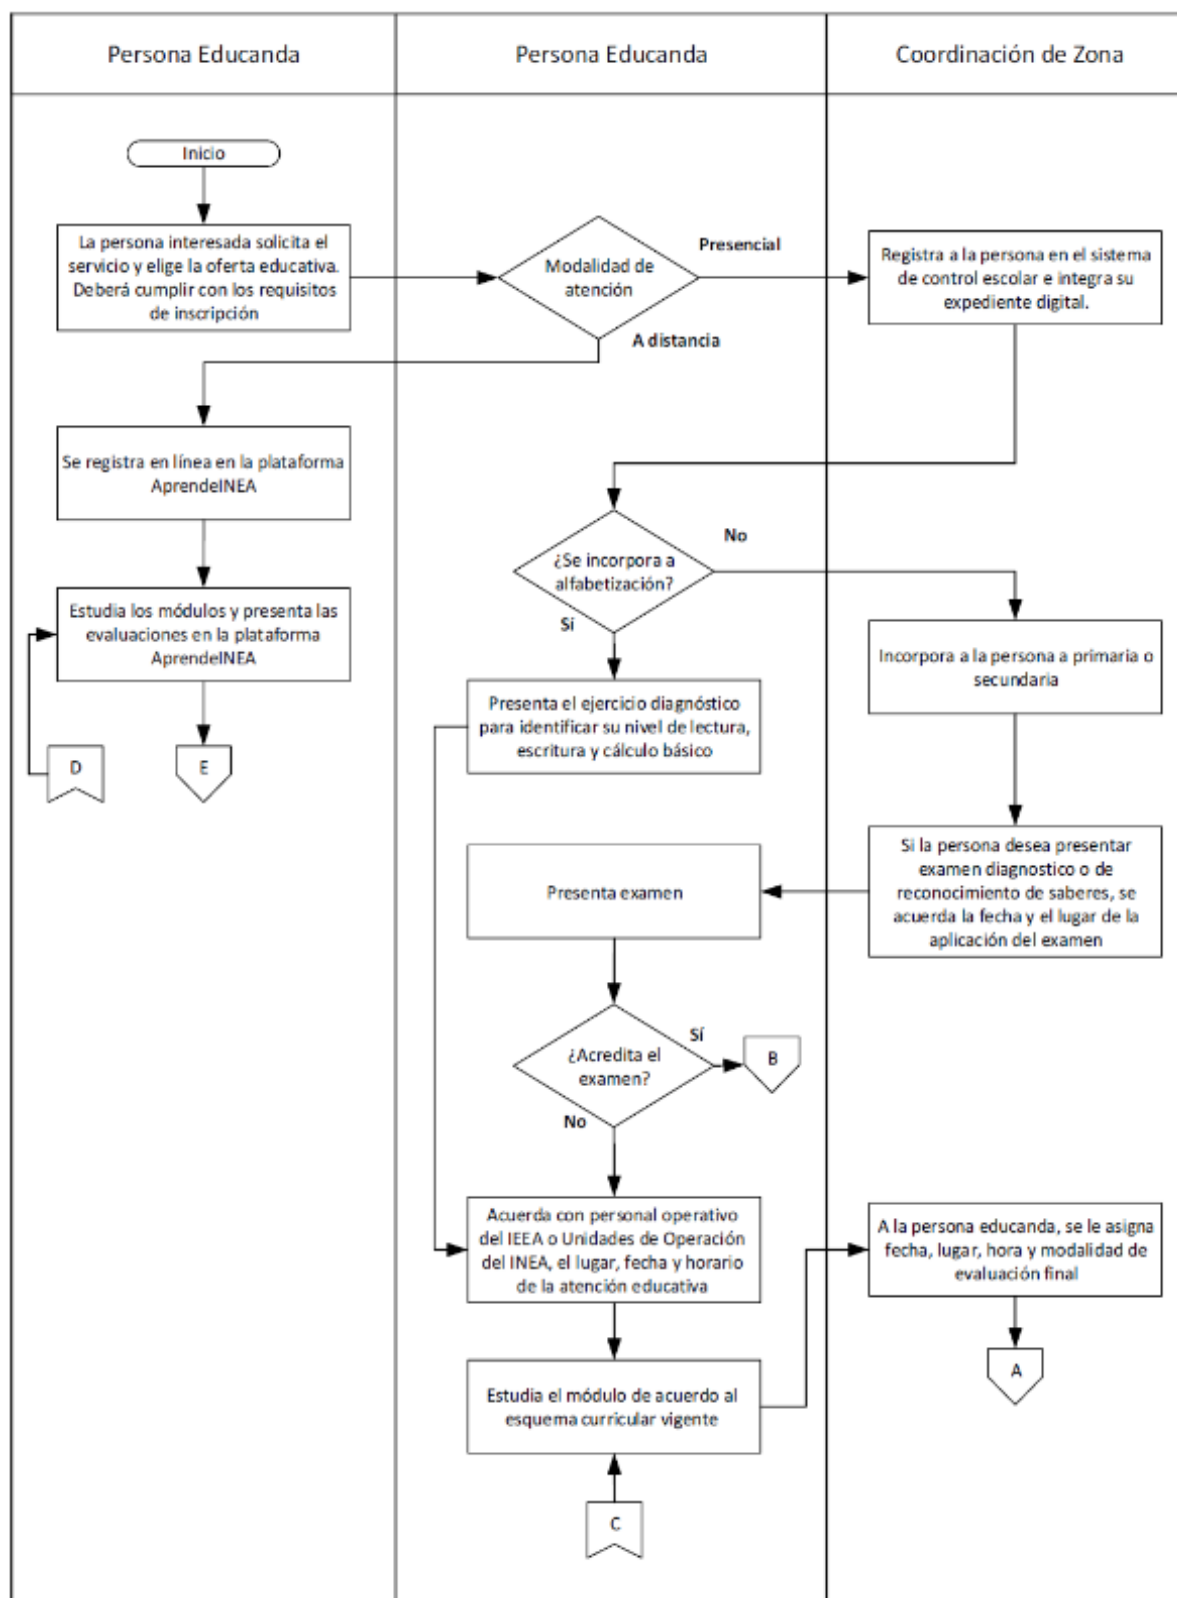 Persona Educanda
Persona Educanda
Coordinación de Zona
Inicio
La persona interesada solicita el
servicio y elige la oferta educativa.
Deberá cumplir con los requisitos
de inscripción
Modalidad de
atención
Presencial
A distancia
Registra a la persona en el sistema
de control escolar e integra su
expediente digital.
Se registra en línea en la plataforma
AprendeINEA
Estudia los módulos y presenta las
evaluaciones en la plataforma
AprendeINEA
D
E
¿Se incorpora a
alfabetización?
No
Sí
Incorpora a la persona a primaria o
secundaria
Presenta el ejercicio diagnóstico
para identificar su nivel de lectura,
escritura y cálculo básico
Si la persona desea presentar
examen diagnostico o de
reconocimiento de saberes, se
acuerda la fecha y el lugar de la
aplicación del examen
Presenta examen
¿Acredita el
examen?
Sí
B
No
Acuerda con personal operativo
del IEEA o Unidades de Operación
del INEA, el lugar, fecha y horario
de la atención educativa
A la persona educanda, se le asigna
fecha, lugar, hora y modalidad de
evaluación final
A
Estudia el módulo de acuerdo al
esquema curricular vigente
C